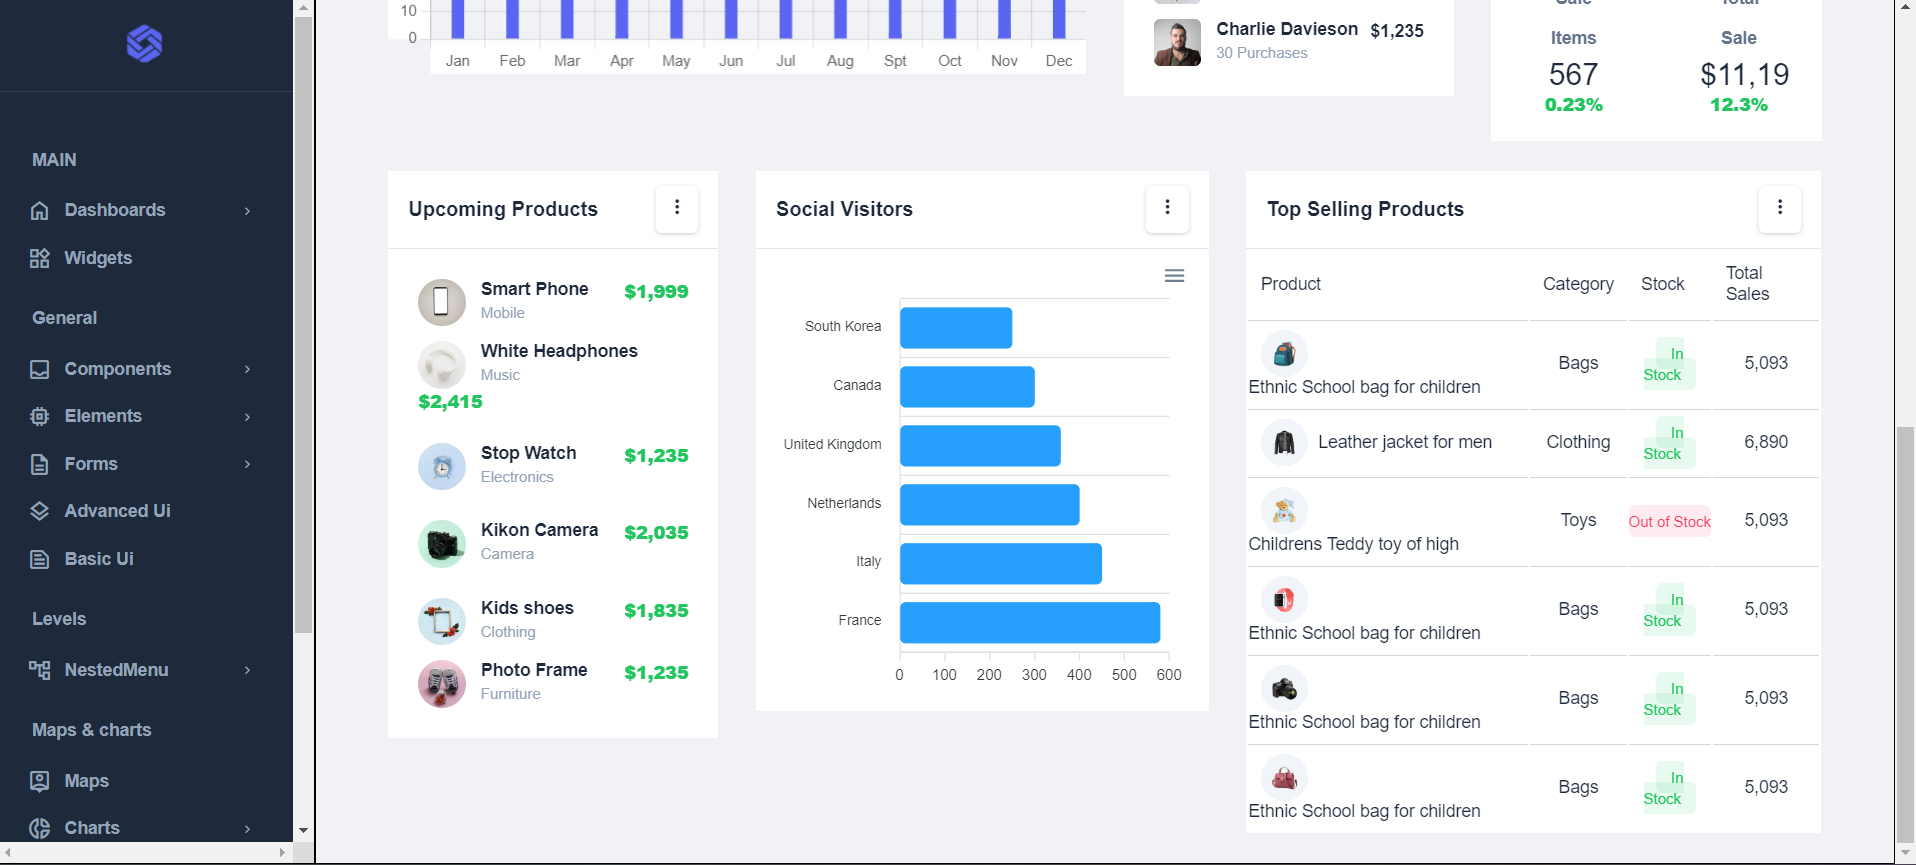 MAIN
Dashboards
Widgets
General
Components
Elements
Forms
Advanced Ui
Basic Ui
Levels
NestedMenu
Maps & charts
Maps
Charts
10
0
Jan Feb Mar Apr May Jun Jul Aug Spt Oct Nov Dec
Charlie Davieson $1,235
30 Purchases
Sale Total
Items Sale
567 $11,19
0.23% 12.3%
Upcoming Products
Smart Phone $1,999
Mobile
White Headphones
Music
$2,415
Stop Watch $1,235
Electronics
Kikon Camera $2,035
Camera
Kids shoes $1,835
Clothing
Photo Frame $1,235
Furniture
Social Visitors
South Korea
Canada
United Kingdom
Netherlands
Italy
France
0 100 200 300 400 500 600
Top Selling Products
Product Category Stock Total
Sales
Ethnic School bag for children Bags In
Stock 5,093
Leather jacket for men Clothing In
Stock 6,890
Childrens Teddy toy of high Toys Out of Stock 5,093
Ethnic School bag for children Bags In
Stock 5,093
Ethnic School bag for children Bags In
Stock 5,093
Ethnic School bag for children Bags In
Stock 5,093